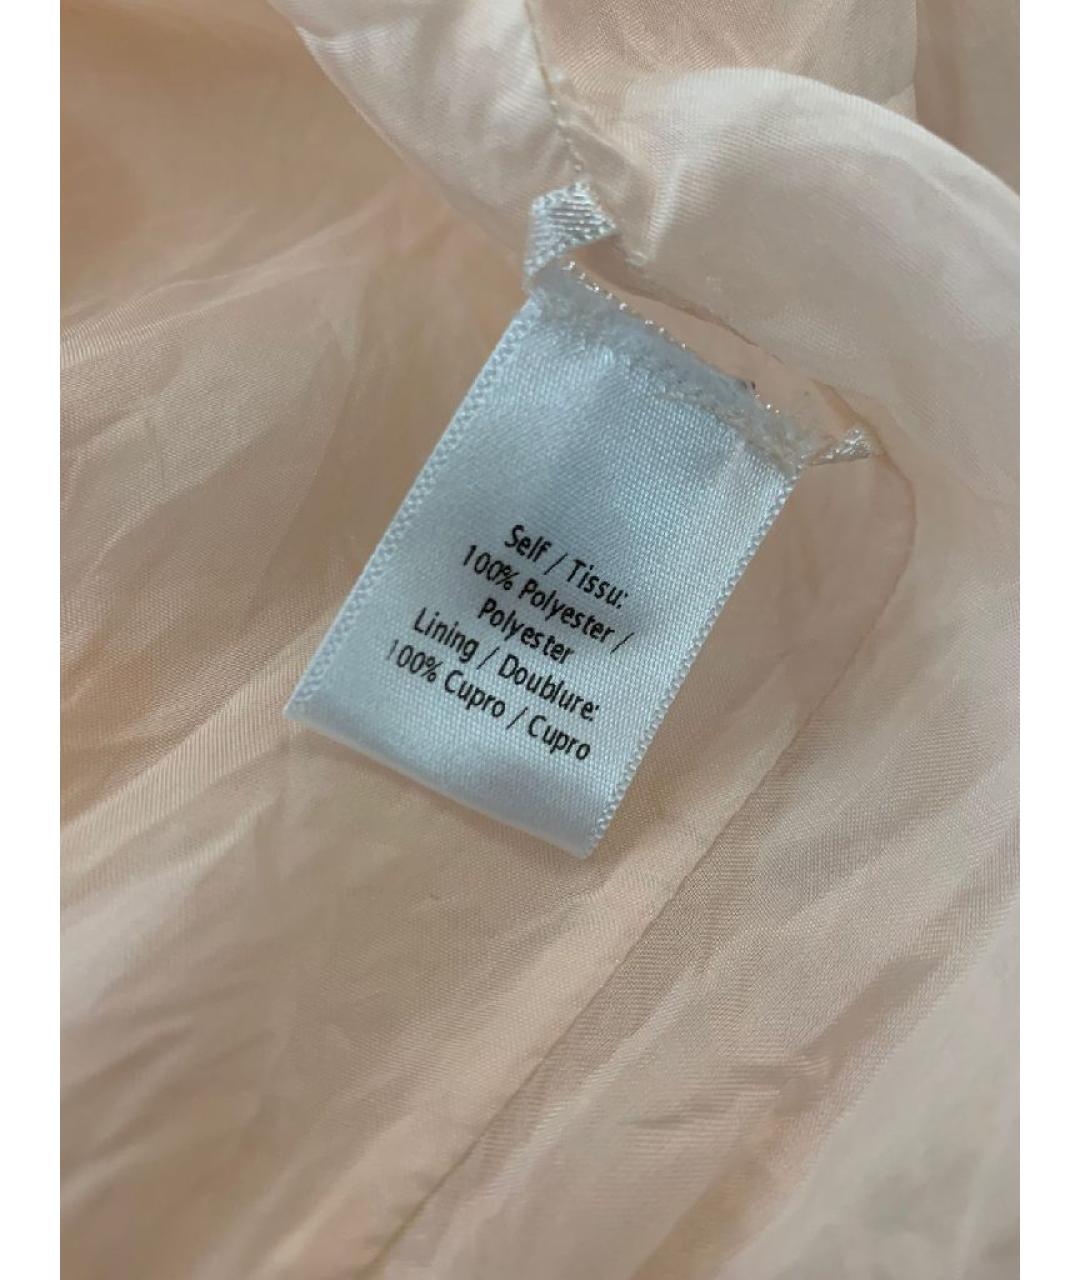 Self / Tissu:
100% Polyester /
Polyester
Lining / Doublure:
100% Cupro / Cupro